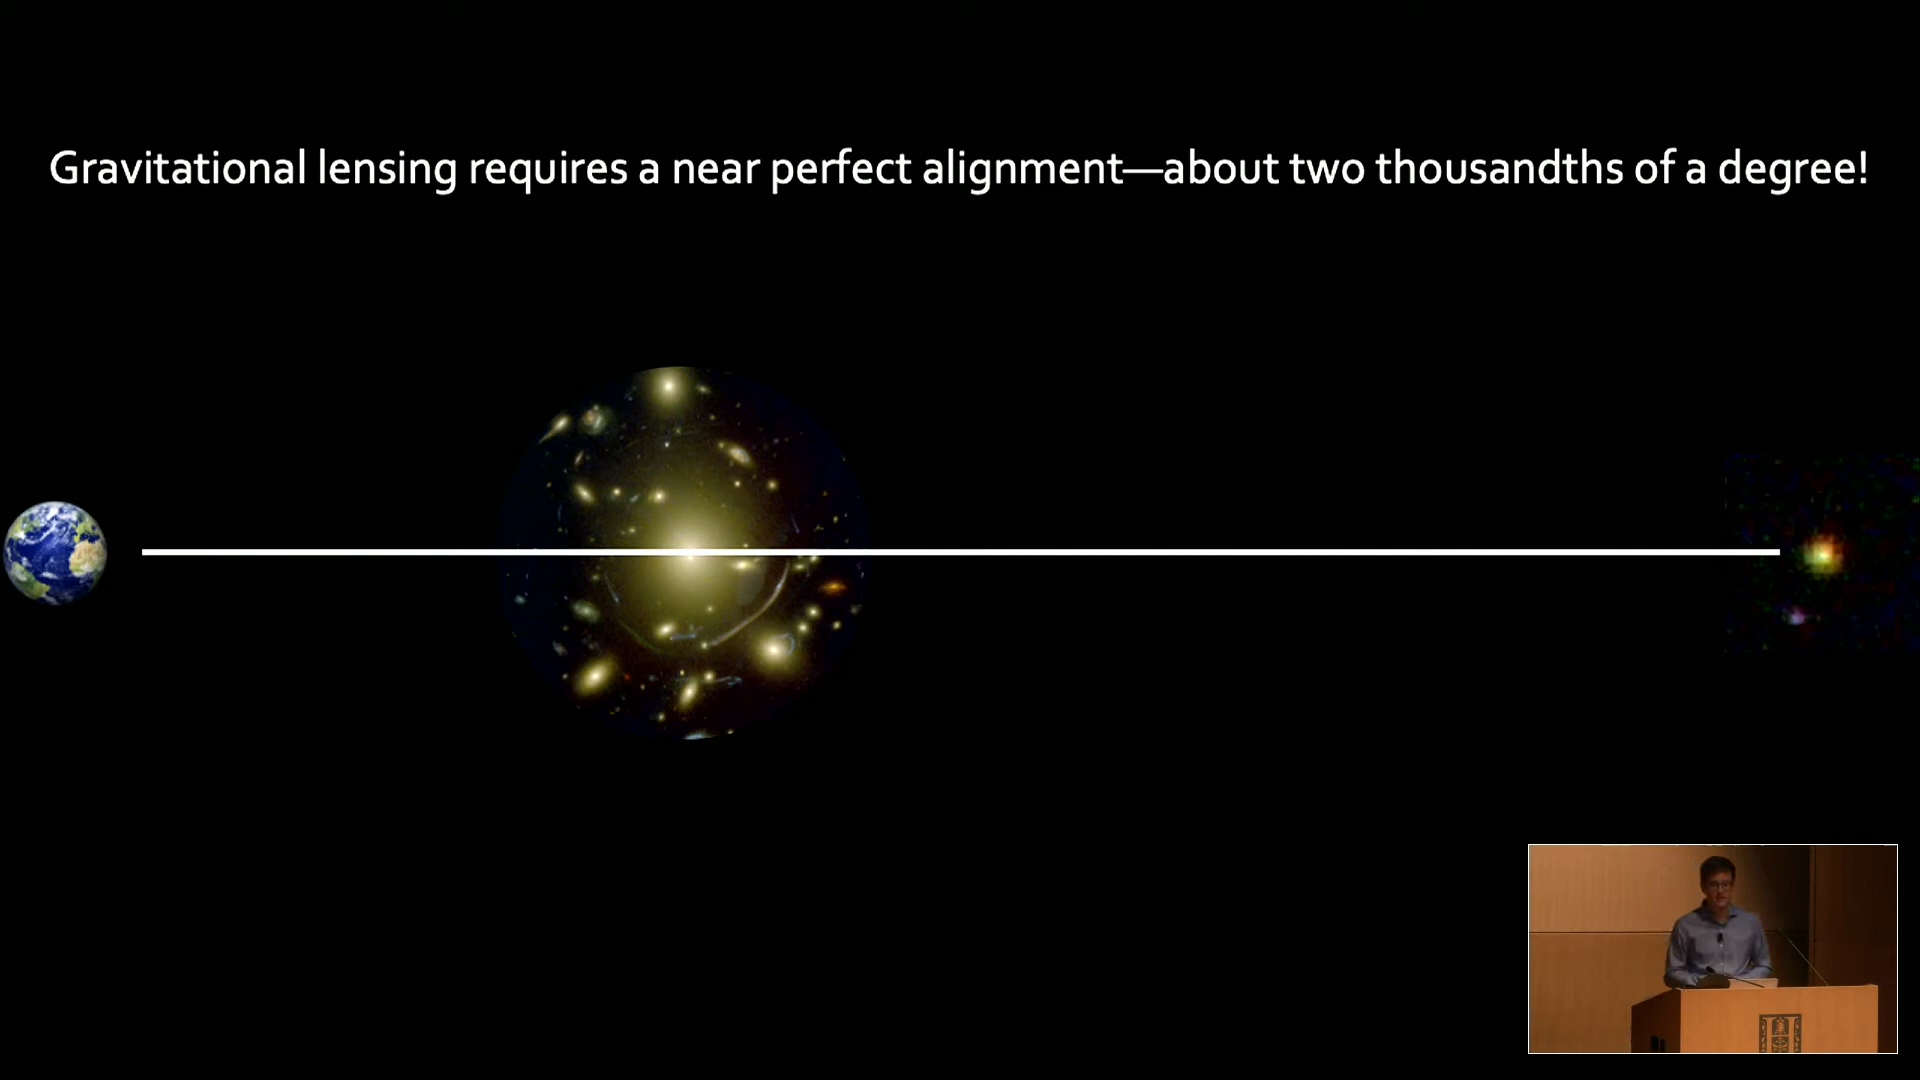 Gravitational lensing requires a near perfect alignment—about two thousandths of a degree!